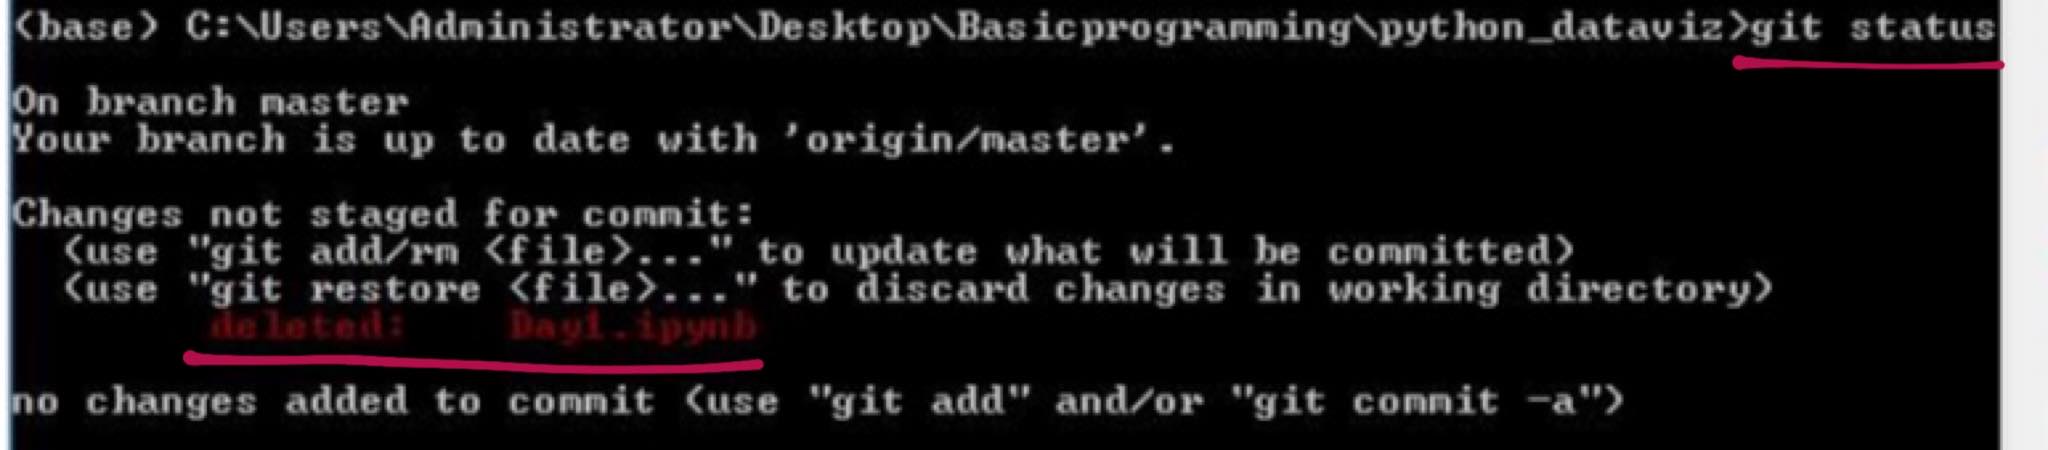 (base) C:\Users\Administrator\Desktop\Basicprogramming\python_dataviz>git status
On branch master
Your branch is up to date with 'origin/master'.
Changes not staged for commit:
(use "git add/rm <file>..." to update what will be committed)
(use "git restore <file>..." to discard changes in working directory)
deleted: Day1.ipynb
no changes added to commit (use "git add" and/or "git commit -a")